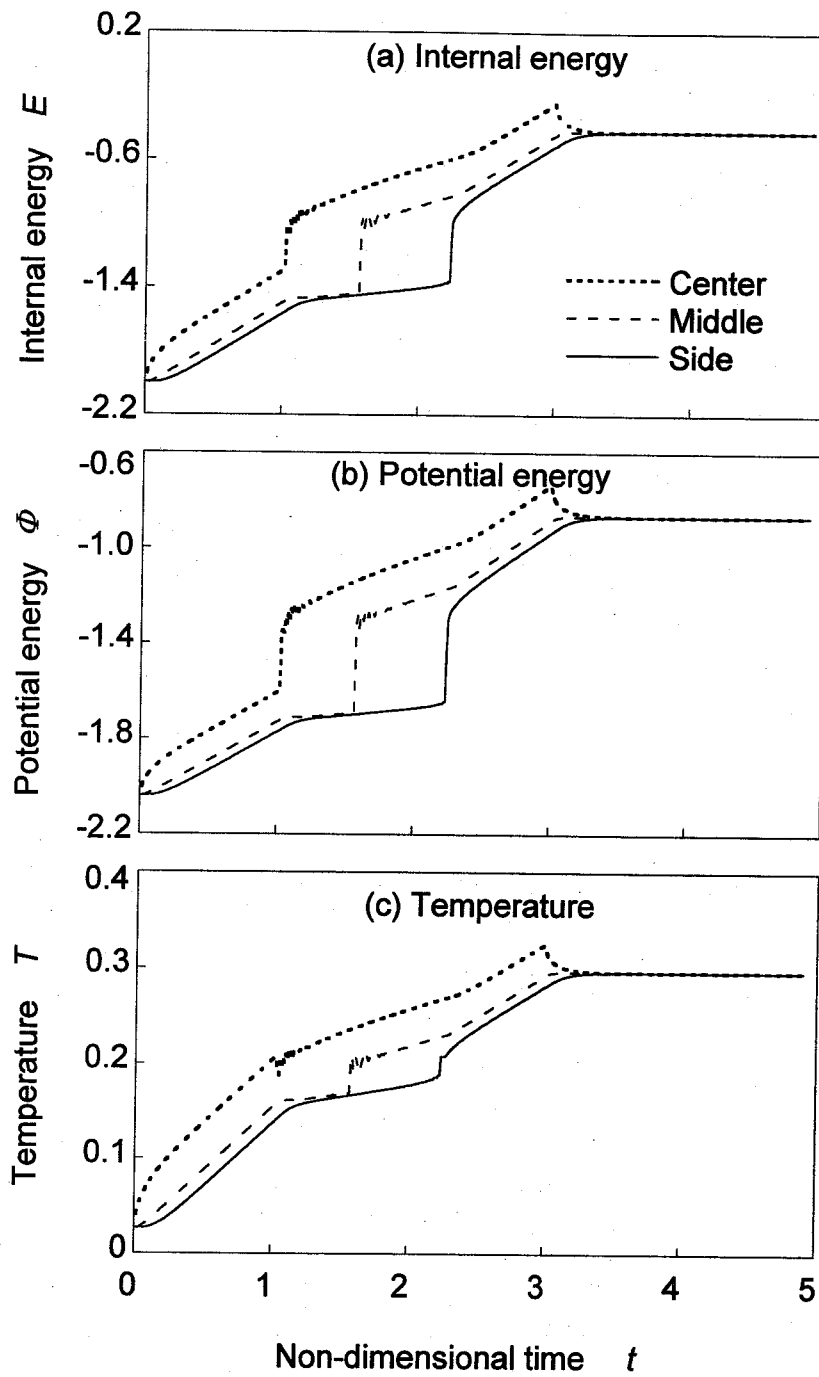 0.2
(a) Internal energy
Internal energy E
-0.6
-1.4
Center
Middle
Side
-2.2
-0.6
(b) Potential energy
Potential energy Φ
-1.0
-1.4
-1.8
-2.2
0.4
(c) Temperature
Temperature T
0.3
0.2
0.1
0
0 1 2 3 4 5
Non-dimensional time t